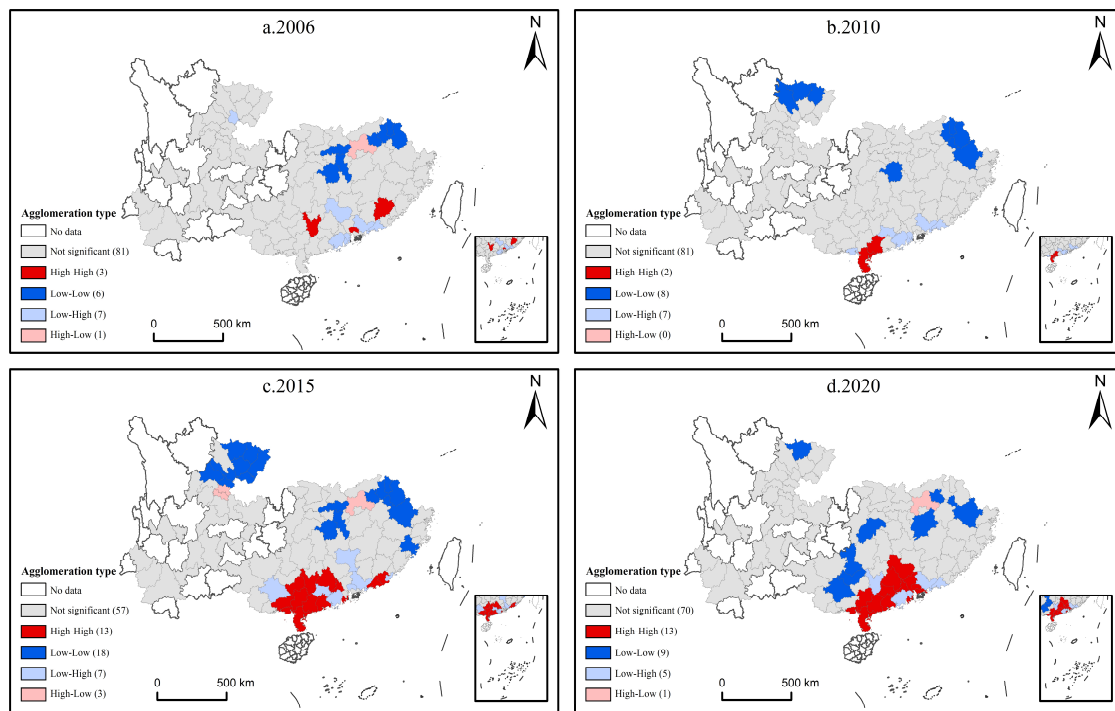 a.2006
N
Agglomeration type
No data
Not significant (81)
High-High (3)
Low-Low (6)
Low-High (7)
High-Low (1)
0 500 km
b.2010
N
Agglomeration type
No data
Not significant (81)
High-High (2)
Low-Low (8)
Low-High (7)
High-Low (0)
0 500 km
c.2015
N
Agglomeration type
No data
Not significant (57)
High-High (13)
Low-Low (18)
Low-High (7)
High-Low (3)
0 500 km
d.2020
N
Agglomeration type
No data
Not significant (70)
High-High (13)
Low-Low (9)
Low-High (5)
High-Low (1)
0 500 km